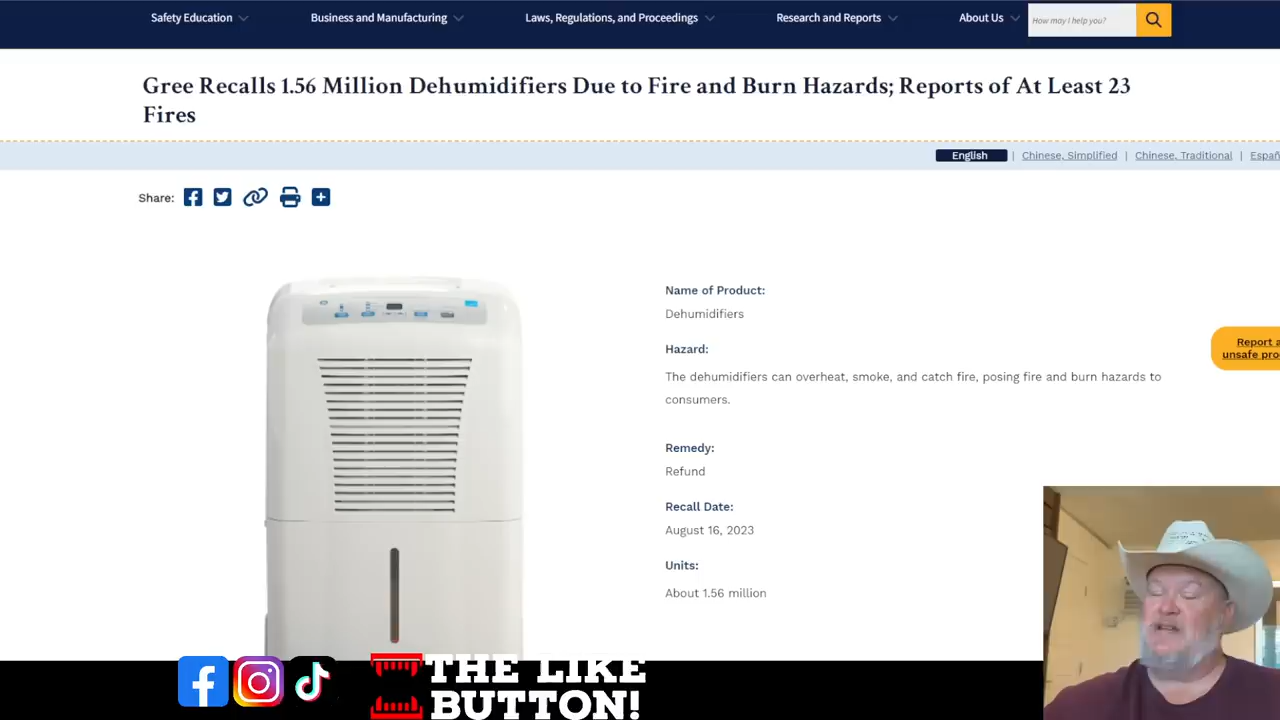 Safety Education
Business and Manufacturing
Laws, Regulations, and Proceedings
Research and Reports
About Us
How may I help you?
Gree Recalls 1.56 Million Dehumidifiers Due to Fire and Burn Hazards; Reports of At Least 23
Fires
English | Chinese, Simplified | Chinese, Traditional | Españ
Share:
Name of Product:
Dehumidifiers
Hazard:
The dehumidifiers can overheat, smoke, and catch fire, posing fire and burn hazards to
consumers.
Report a
unsafe pro
Remedy:
Refund
Recall Date:
August 16, 2023
Units:
About 1.56 million
THE LIKE
BUTTON!